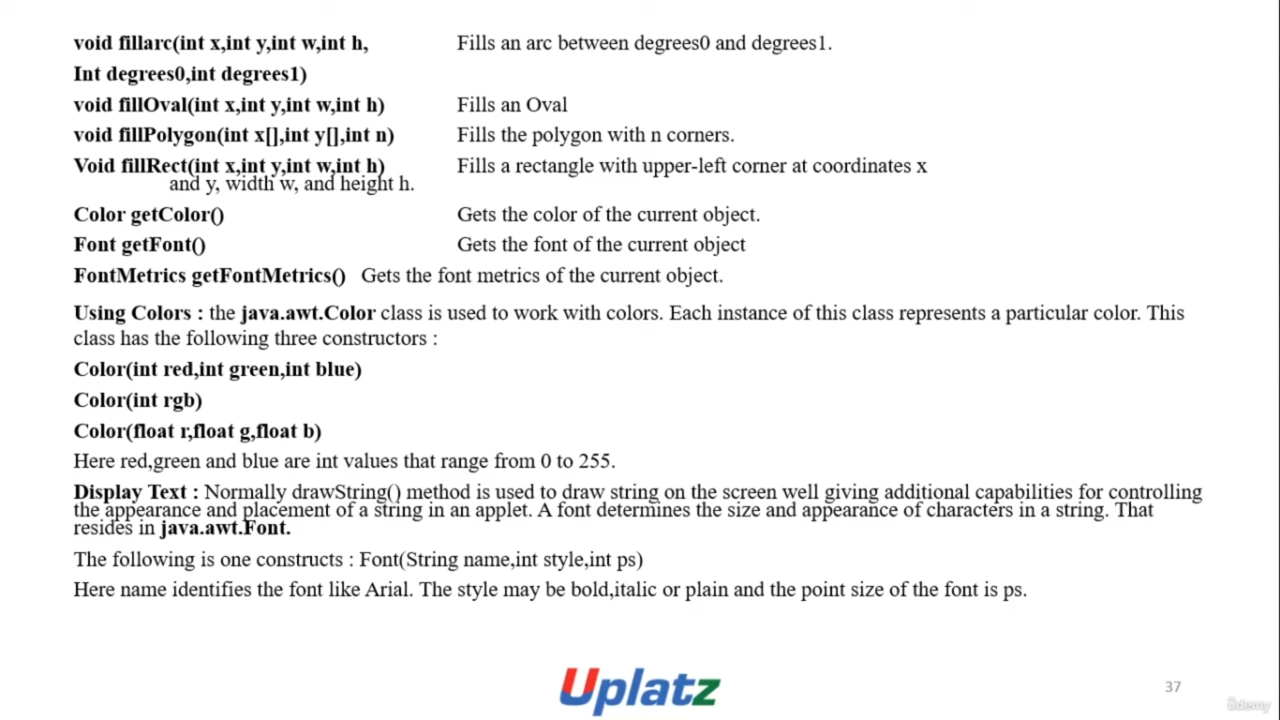 void fillarc(int x,int y,int w,int h, Fills an arc between degrees0 and degrees1.
Int degrees0,int degrees1)
void fillOval(int x,int y,int w,int h) Fills an Oval
void fillPolygon(int x[],int y[],int n) Fills the polygon with n corners.
Void fillRect(int x,int y,int w,int h) Fills a rectangle with upper-left corner at coordinates x
and y, width w, and height h.
Color getColor() Gets the color of the current object.
Font getFont() Gets the font of the current object
FontMetrics getFontMetrics() Gets the font metrics of the current object.
Using Colors : the java.awt.Color class is used to work with colors. Each instance of this class represents a particular color. This
class has the following three constructors :
Color(int red,int green,int blue)
Color(int rgb)
Color(float r,float g,float b)
Here red,green and blue are int values that range from 0 to 255.
Display Text : Normally drawString() method is used to draw string on the screen well giving additional capabilities for controlling
the appearance and placement of a string in an applet. A font determines the size and appearance of characters in a string. That
resides in java.awt.Font.
The following is one constructs : Font(String name,int style,int ps)
Here name identifies the font like Arial. The style may be bold,italic or plain and the point size of the font is ps.
Uplatz
37
ûdemy